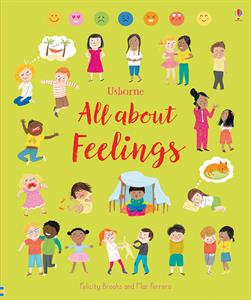 Usborne
All about
Feelings
Felicity Brooks and Mar Ferrero